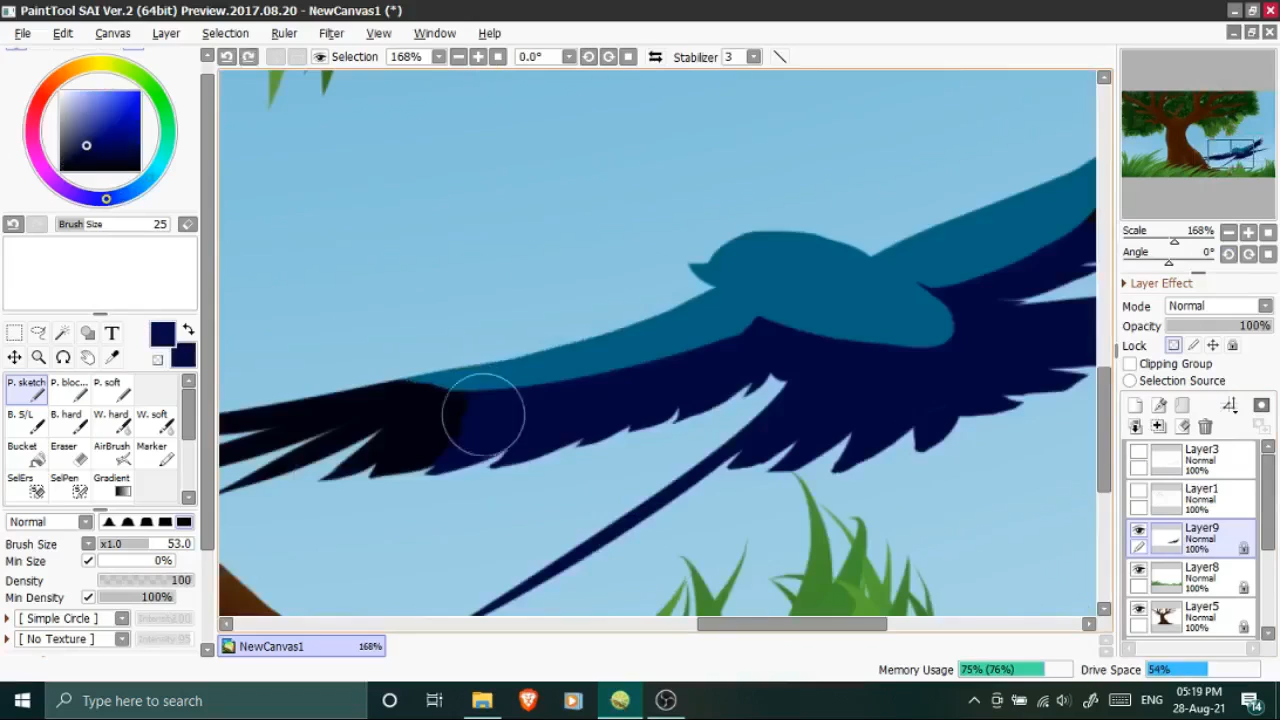 PaintTool SAI Ver.2 (64bit) Preview.2017.08.20 - NewCanvas1 (*)
File Edit Canvas Layer Selection Ruler Filter View Window Help
Selection 168% 0.0° Stabilizer 3
Brush Size 25
Scale 168%
Angle 0°
Layer Effect
Mode Normal
Opacity 100%
Lock
Clipping Group
Selection Source
T
P. sketch P. bloc... P. soft
B. S/L B. hard W. hard W. soft
Bucket Eraser AirBrush Marker
SelErs SelPen Gradient
Normal
Brush Size x1.0 53.0
Min Size 0%
Density 100
Min Density 100%
[ Simple Circle ]
[ No Texture ]
Layer3
Normal
100%
Layer1
Normal
100%
Layer9
Normal
100%
Layer8
Normal
100%
Layer5
Normal
100%
NewCanvas1 168%
Memory Usage 75% (76%) Drive Space 54%
Type here to search
ENG
05:19 PM
28-Aug-21
14